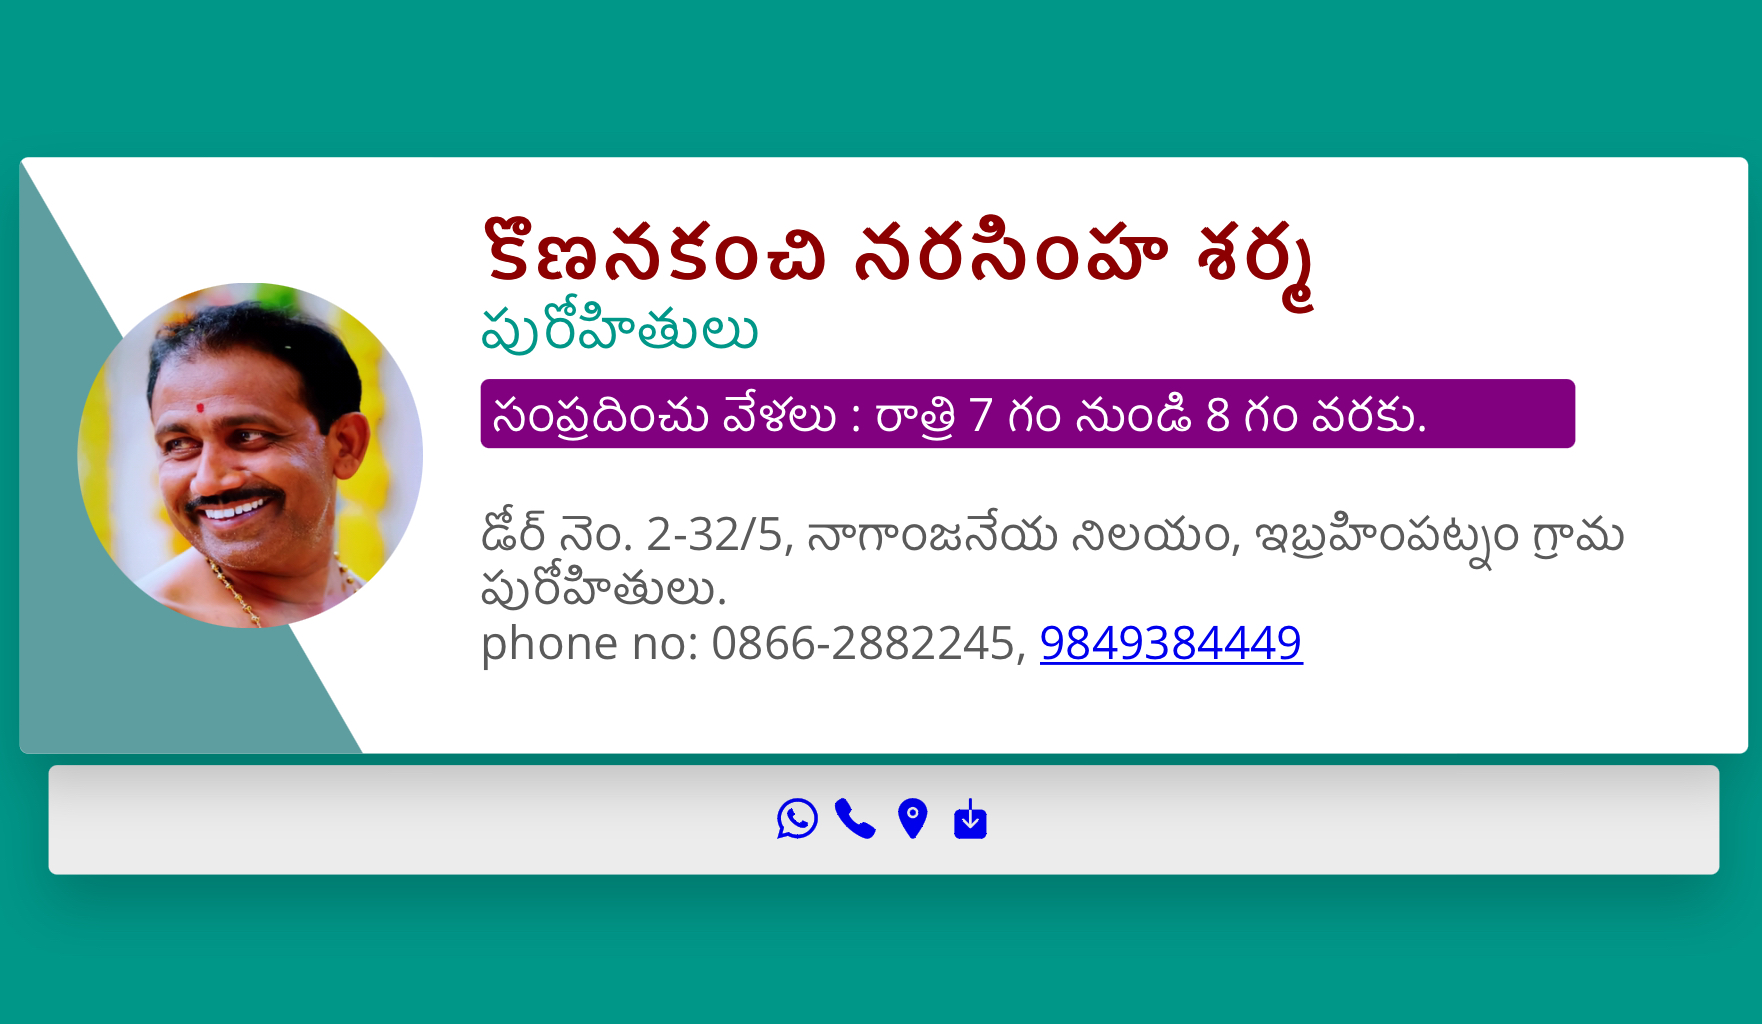 కొణనకంచి నరసింహ శర్మ
పురోహితులు
సంప్రదించు వేళలు : రాత్రి 7 గం నుండి 8 గం వరకు.
డోర్ నెం. 2-32/5, నాగాంజనేయ నిలయం, ఇబ్రహింపట్నం గ్రామ
పురోహితులు.
phone no: 0866-2882245, 9849384449